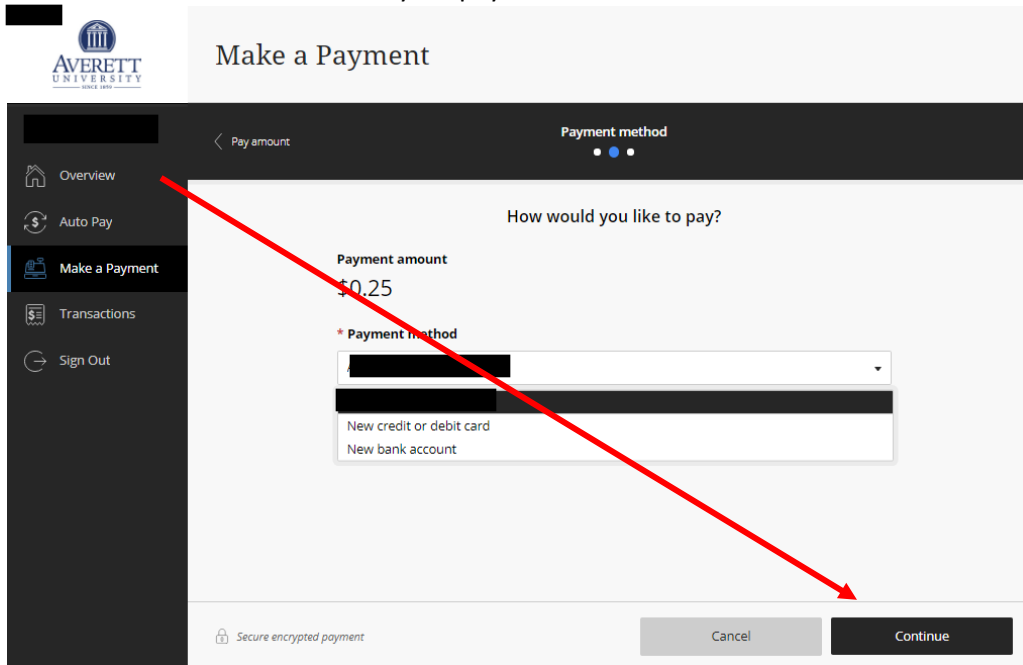 AVERETT
UNIVERSITY
SINCE 1859
Make a Payment
Pay amount
Payment method
Overview
Auto Pay
Make a Payment
Transactions
Sign Out
How would you like to pay?
Payment amount
$0.25
* Payment method
New credit or debit card
New bank account
Secure encrypted payment
Cancel
Continue